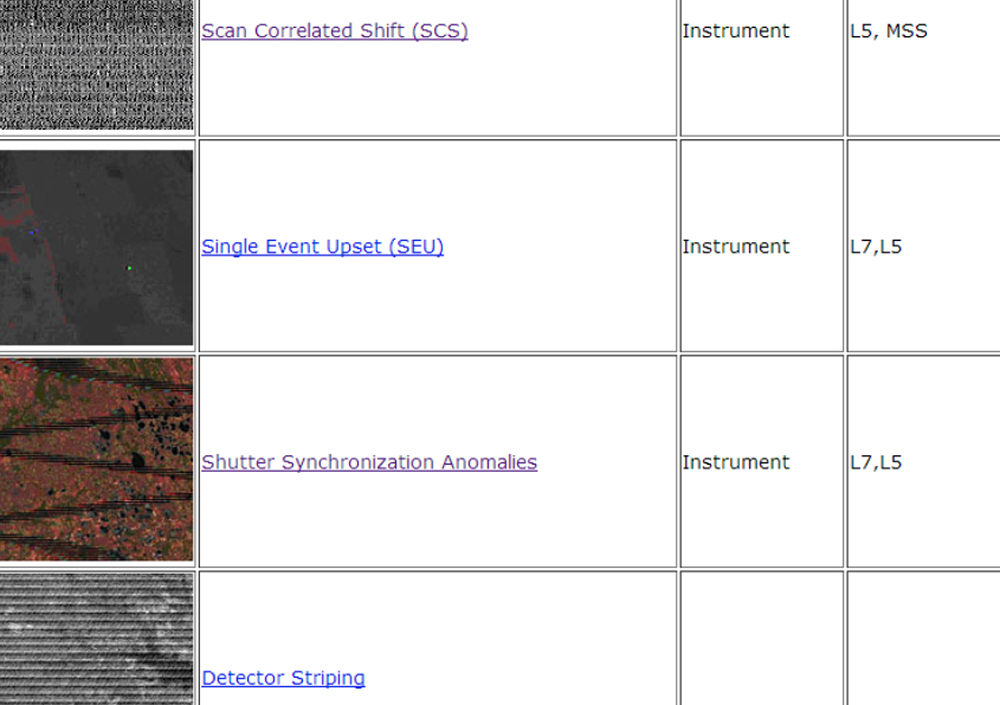 Scan Correlated Shift (SCS) Instrument L5, MSS
Single Event Upset (SEU) Instrument L7,L5
Shutter Synchronization Anomalies Instrument L7,L5
Detector Striping